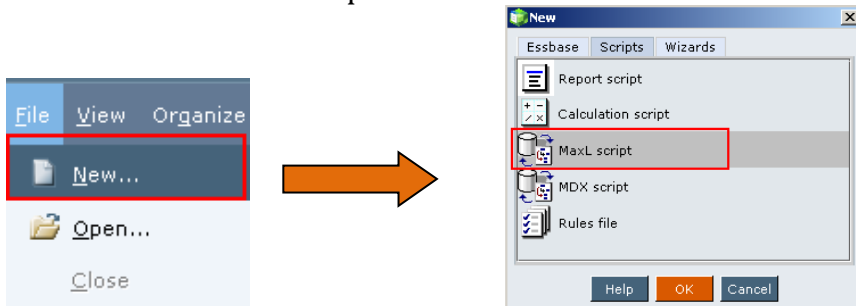 File View Organize
New...
Open...
Close
New
Essbase Scripts Wizards
Report script
Calculation script
MaxL script
MDX script
Rules file
Help OK Cancel